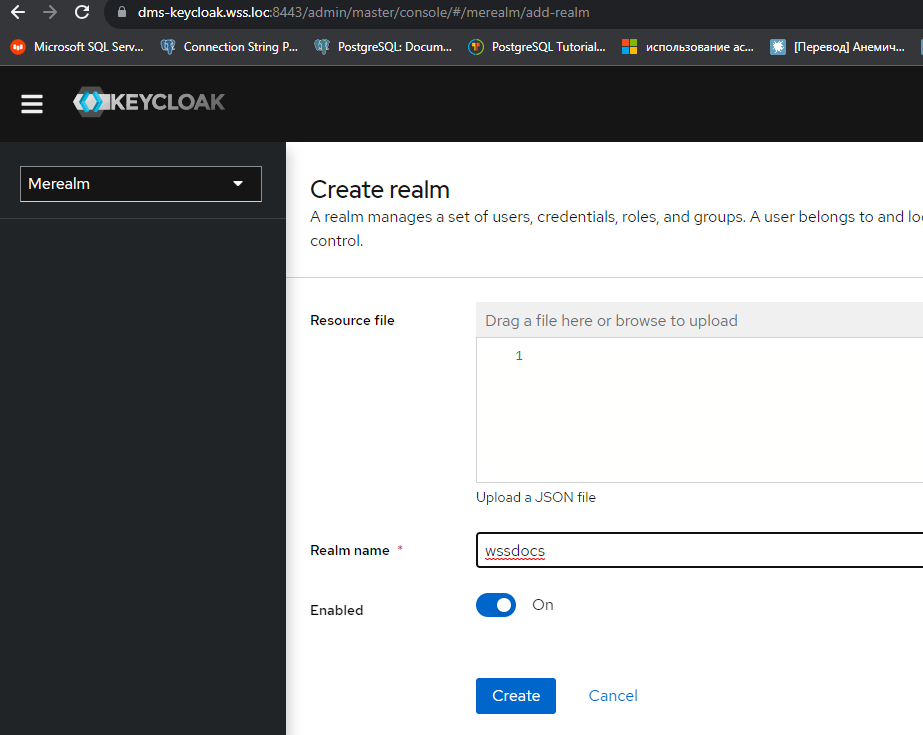 dms-keycloak.wss.loc:8443/admin/master/console/#/merealm/add-realm
Microsoft SQL Serv... Connection String P... PostgreSQL: Docum... PostgreSQL Tutorial... использование ас... [Перевод] Анемич...
KEYCLOAK
Merealm
Create realm
A realm manages a set of users, credentials, roles, and groups. A user belongs to and lo
control.
Resource file
Drag a file here or browse to upload
1
Upload a JSON file
Realm name *
wssdocs
Enabled
On
Create Cancel